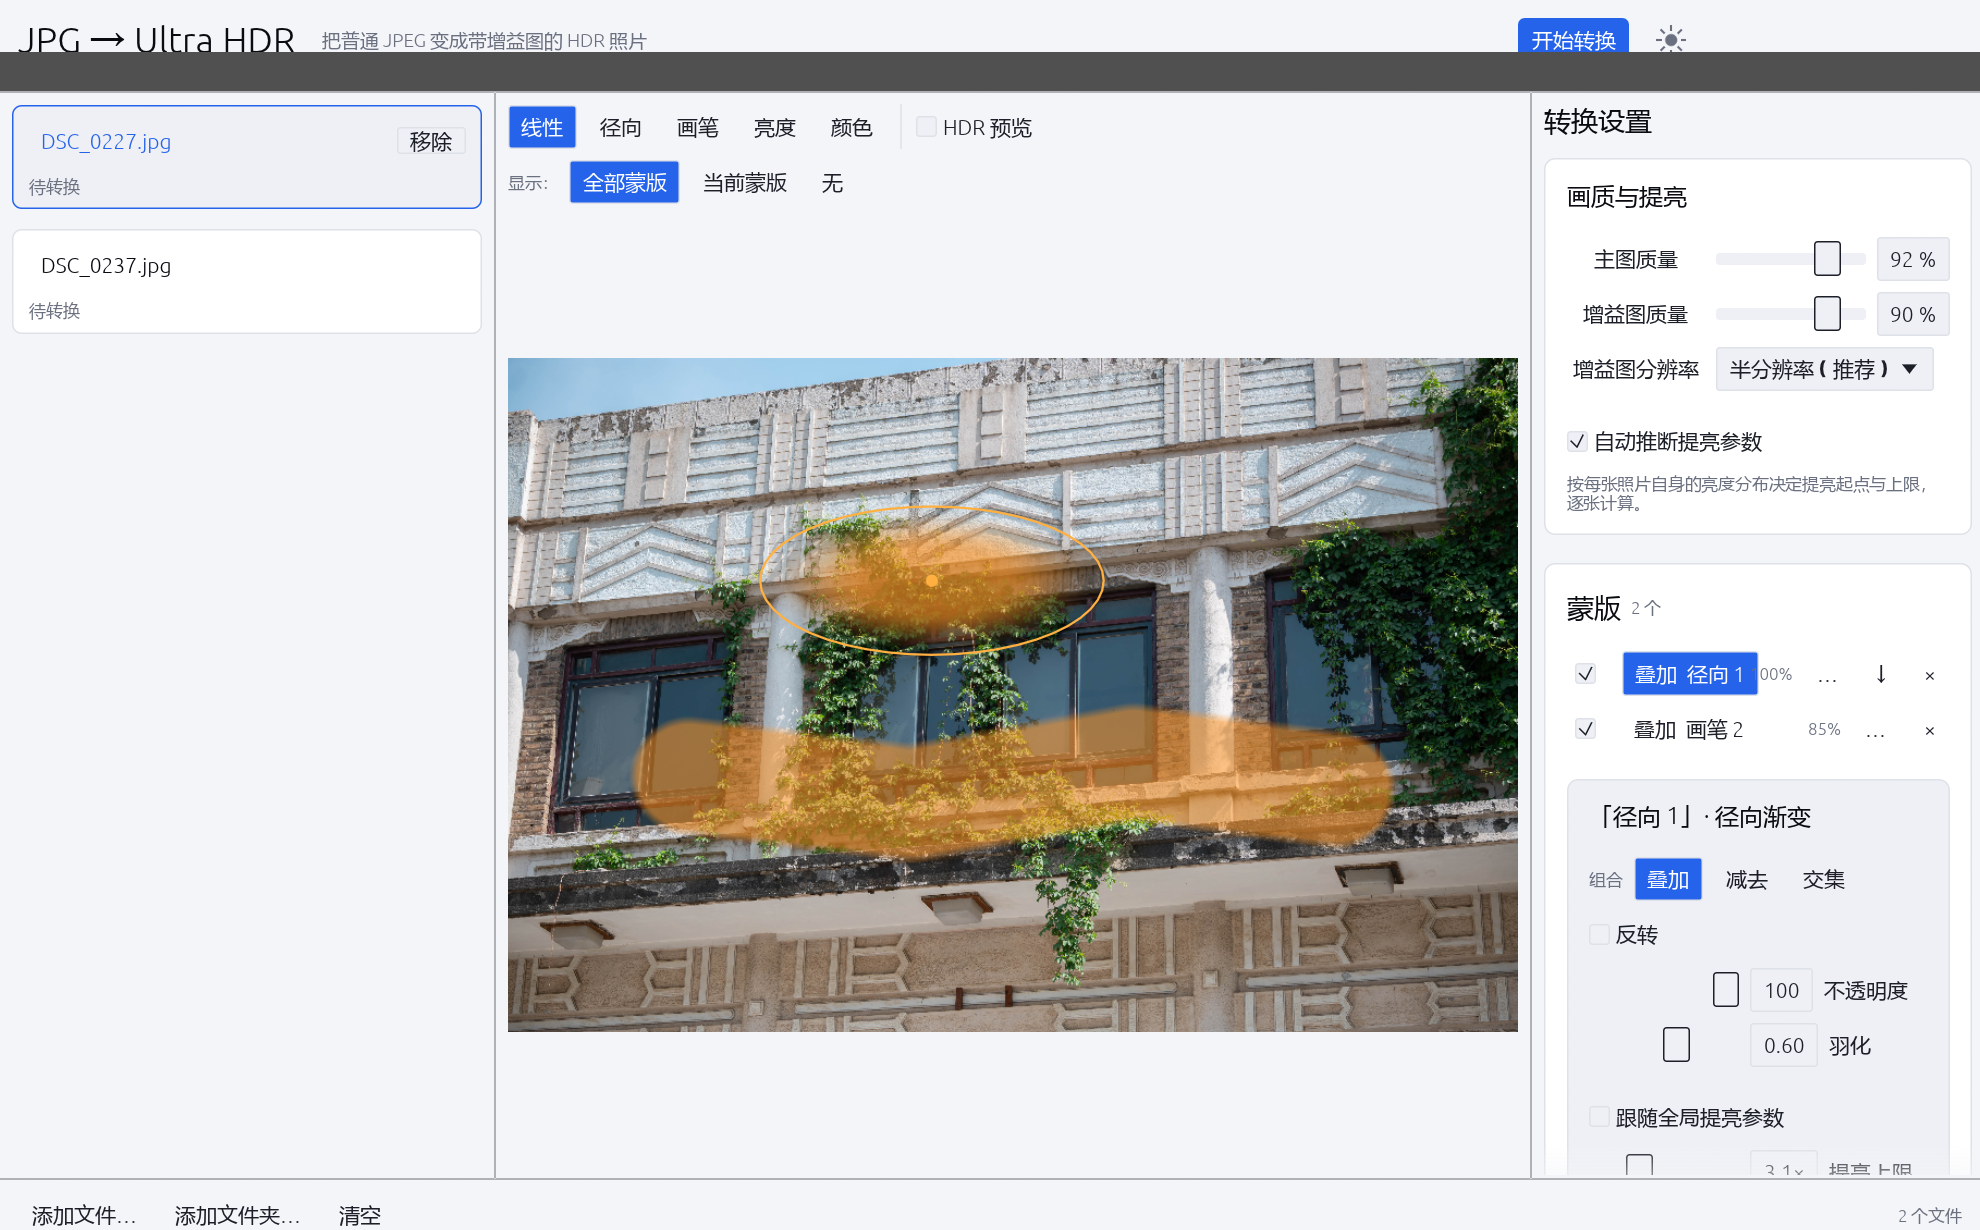 JPG → Ultra HDR 把普通 JPEG 变成带增益图的 HDR 照片 开始转换
DSC_0227.jpg 移除
待转换
DSC_0237.jpg
待转换
线性 径向 画笔 亮度 颜色 HDR 预览
显示: 全部蒙版 当前蒙版 无
转换设置
画质与提亮
主图质量 92 %
增益图质量 90 %
增益图分辨率 半分辨率 ( 推荐 )
自动推断提亮参数
按每张照片自身的亮度分布决定提亮起点与上限,
逐张计算。
蒙版 2 个
叠加 径向 1 00% ... ↓ ×
叠加 画笔 2 85% ... ×
「径向 1」· 径向渐变
组合 叠加 减去 交集
反转
100 不透明度
0.60 羽化
跟随全局提亮参数
3.1× 提亮上限
添加文件... 添加文件夹... 清空 2 个文件